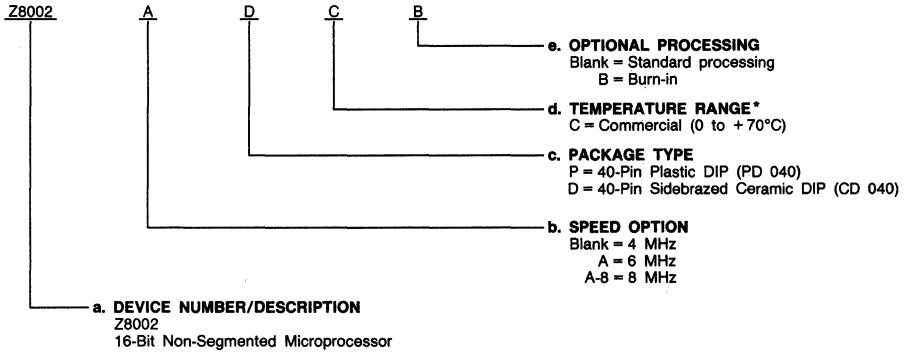 Z8002 A D C B
e. OPTIONAL PROCESSING
Blank = Standard processing
B = Burn-in
d. TEMPERATURE RANGE*
C = Commercial (0 to +70°C)
c. PACKAGE TYPE
P = 40-Pin Plastic DIP (PD 040)
D = 40-Pin Sidebrazed Ceramic DIP (CD 040)
b. SPEED OPTION
Blank = 4 MHz
A = 6 MHz
A-8 = 8 MHz
a. DEVICE NUMBER/DESCRIPTION
Z8002
16-Bit Non-Segmented Microprocessor